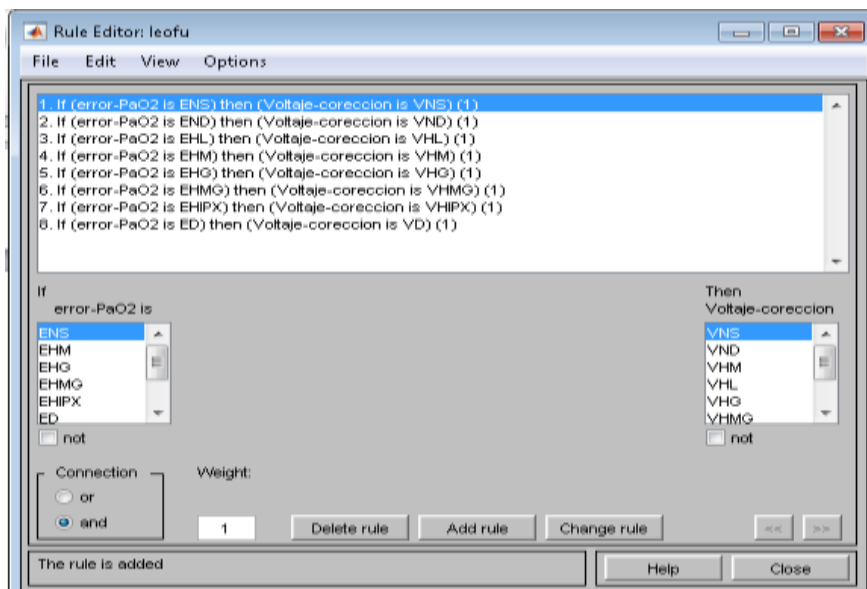 Rule Editor: leofu
File Edit View Options
1. If (error-PaO2 is ENS) then (Voltaje-coreccion is VNS) (1)
2. If (error-PaO2 is END) then (Voltaje-coreccion is VND) (1)
3. If (error-PaO2 is EHL) then (Voltaje-coreccion is VHL) (1)
4. If (error-PaO2 is EHM) then (Voltaje-coreccion is VHM) (1)
5. If (error-PaO2 is EHG) then (Voltaje-coreccion is VHG) (1)
6. If (error-PaO2 is EHMG) then (Voltaje-coreccion is VHMG) (1)
7. If (error-PaO2 is EHIPX) then (Voltaje-coreccion is VHIPX) (1)
8. If (error-PaO2 is ED) then (Voltaje-coreccion is VD) (1)
If
error-PaO2 is
ENS
EHM
EHG
EHMG
EHIPX
ED
not
Then
Voltaje-coreccion
VNS
VND
VHM
VHL
VHG
VHMG
not
Connection
or
and
Weight:
1
Delete rule
Add rule
Change rule
<<
>>
The rule is added
Help
Close